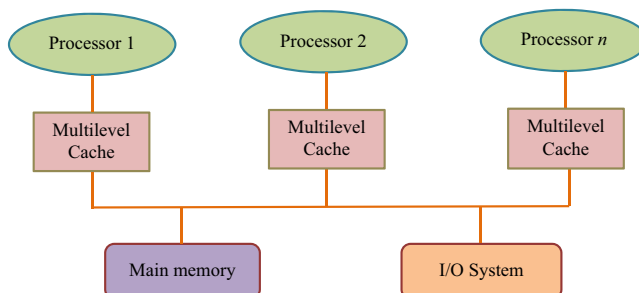 Processor 1
Processor 2
Processor n
Multilevel
Cache
Multilevel
Cache
Multilevel
Cache
Main memory
I/O System